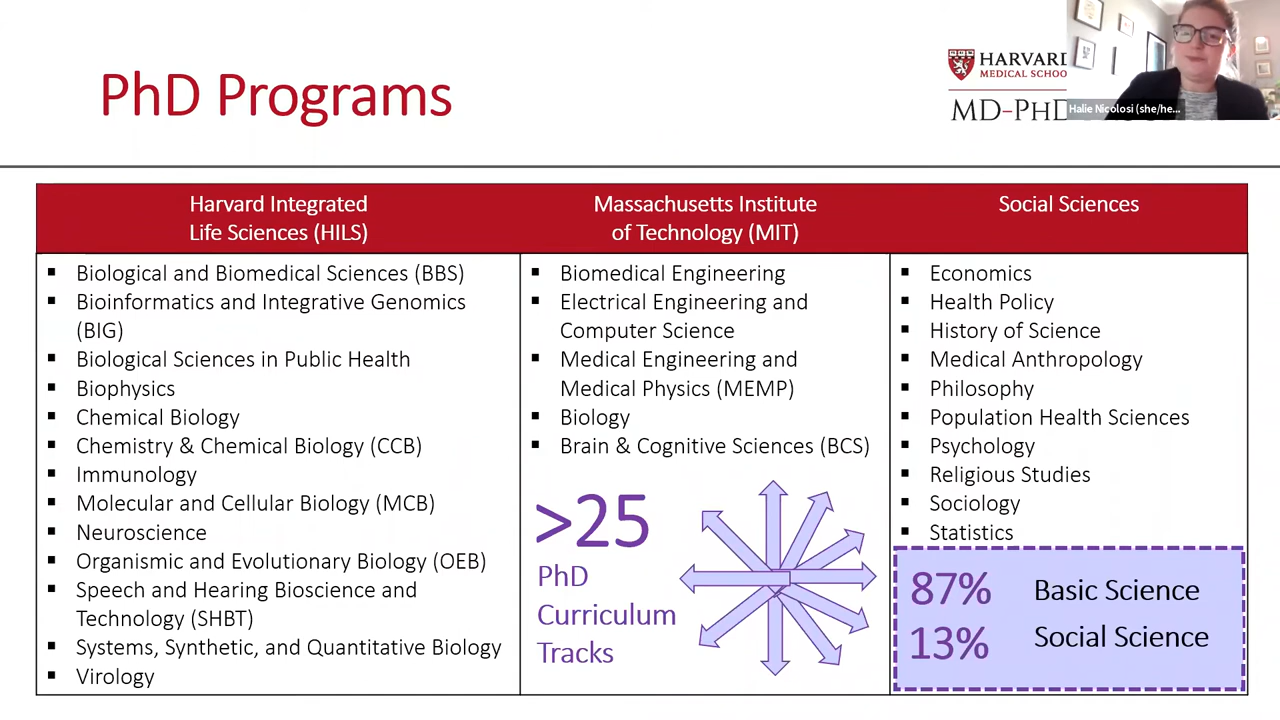 PhD Programs
HARVARD
MEDICAL SCHOOL
MD-PhD
Halie Nicolosi (she/he...
Harvard Integrated
Life Sciences (HILS)
Biological and Biomedical Sciences (BBS)
Bioinformatics and Integrative Genomics
(BIG)
Biological Sciences in Public Health
Biophysics
Chemical Biology
Chemistry & Chemical Biology (CCB)
Immunology
Molecular and Cellular Biology (MCB)
Neuroscience
Organismic and Evolutionary Biology (OEB)
Speech and Hearing Bioscience and
Technology (SHBT)
Systems, Synthetic, and Quantitative Biology
Virology
Massachusetts Institute
of Technology (MIT)
Biomedical Engineering
Electrical Engineering and
Computer Science
Medical Engineering and
Medical Physics (MEMP)
Biology
Brain & Cognitive Sciences (BCS)
>25
PhD
Curriculum
Tracks
Social Sciences
Economics
Health Policy
History of Science
Medical Anthropology
Philosophy
Population Health Sciences
Psychology
Religious Studies
Sociology
Statistics
87% Basic Science
13% Social Science